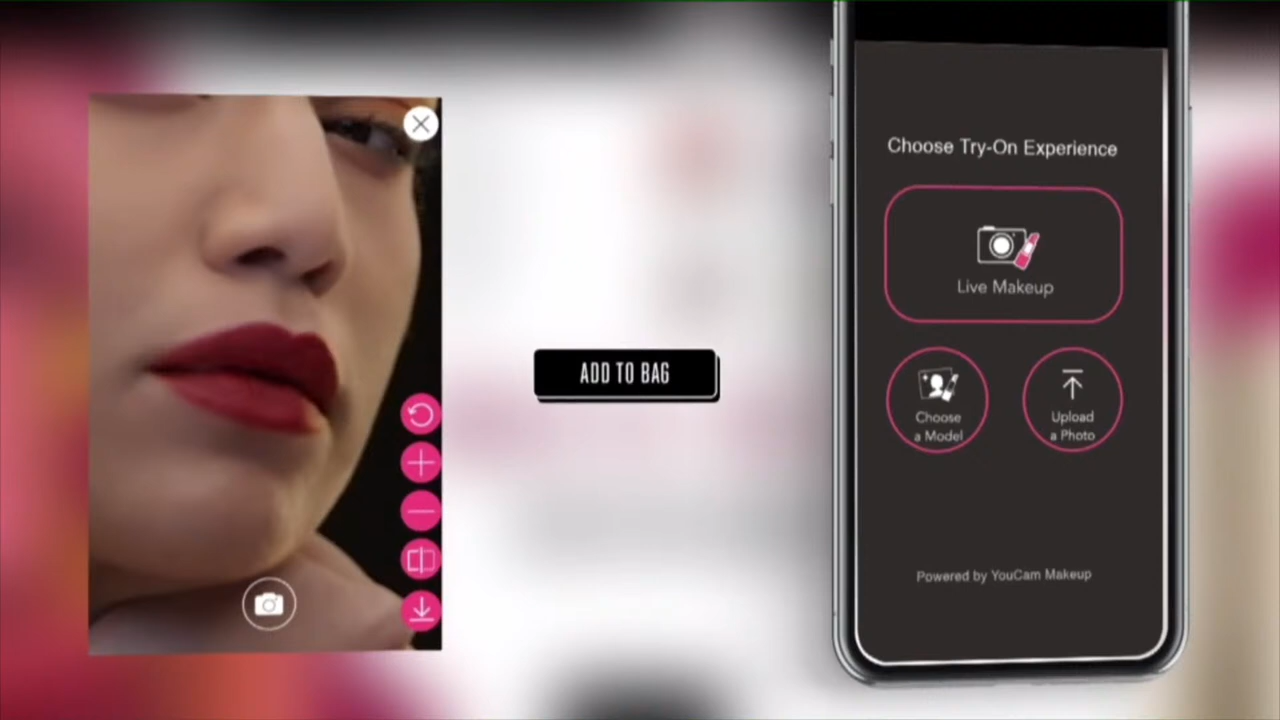 ADD TO BAG
Choose Try-On Experience
Live Makeup
Choose
a Model
Upload
a Photo
Powered by YouCam Makeup